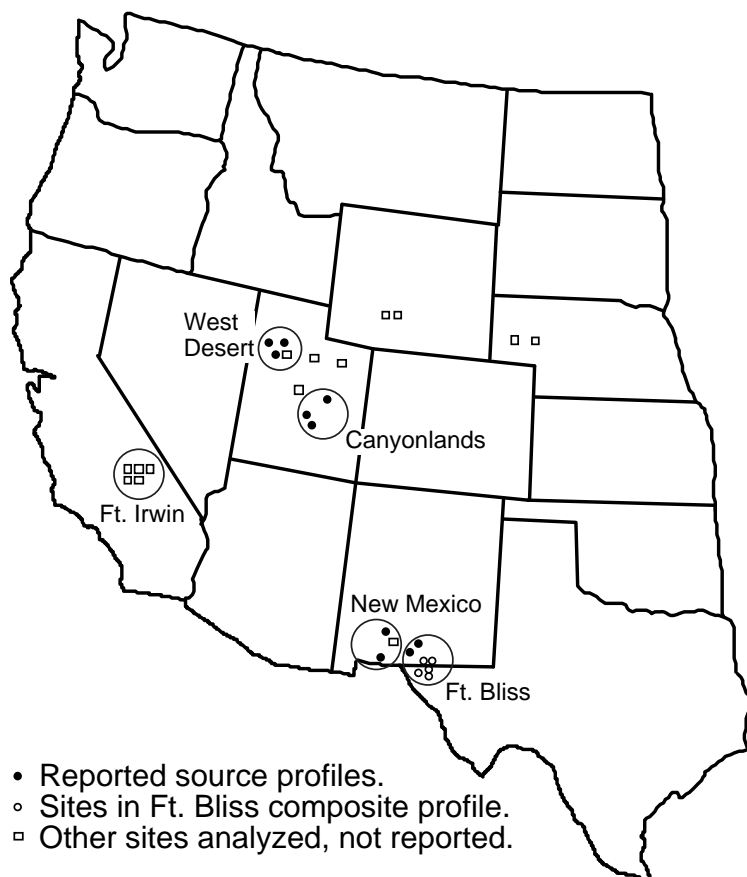 West
Desert
Canyonlands
Ft. Irwin
New Mexico
Ft. Bliss
Reported source profiles.
Sites in Ft. Bliss composite profile.
Other sites analyzed, not reported.